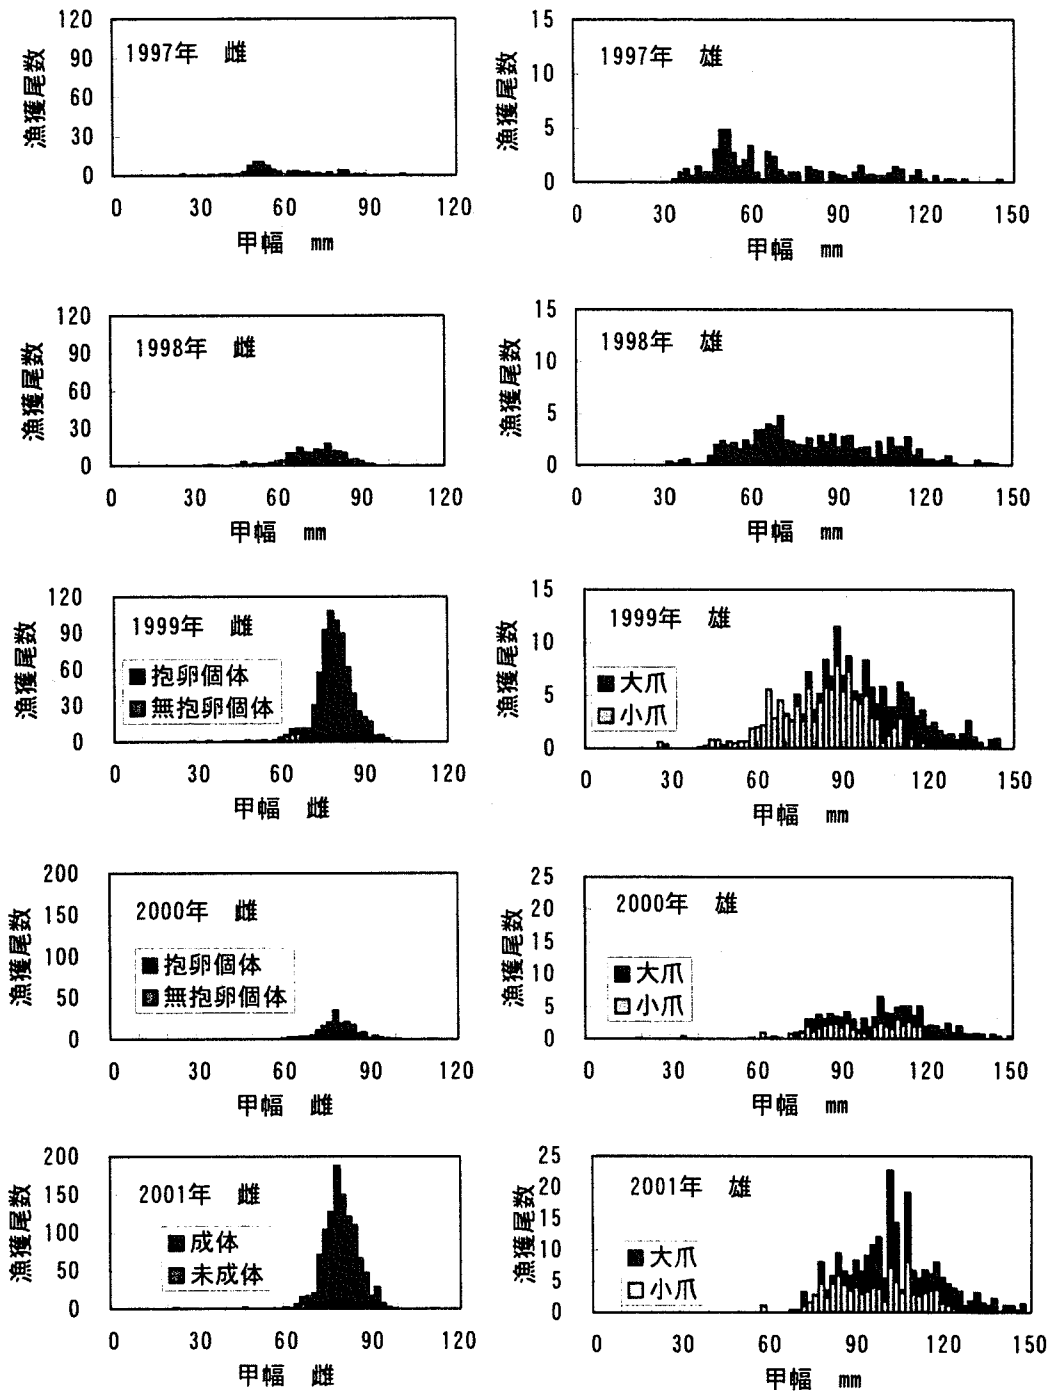 漁獲尾数
120
90
60
30
0
1997年 雌
0 30 60 90 120
甲幅 mm
漁獲尾数
15
10
5
0
1997年 雄
0 30 60 90 120 150
甲幅 mm
漁獲尾数
120
90
60
30
0
1998年 雌
0 30 60 90 120
甲幅 mm
漁獲尾数
15
10
5
0
1998年 雄
0 30 60 90 120 150
甲幅 mm
漁獲尾数
120
90
60
30
0
1999年 雌
抱卵個体
無抱卵個体
0 30 60 90 120
甲幅 雌
漁獲尾数
15
10
5
0
1999年 雄
大爪
小爪
0 30 60 90 120 150
甲幅 mm
漁獲尾数
200
150
100
50
0
2000年 雌
抱卵個体
無抱卵個体
0 30 60 90 120
甲幅 雌
漁獲尾数
25
20
15
10
5
0
2000年 雄
大爪
小爪
0 30 60 90 120 150
甲幅 mm
漁獲尾数
200
150
100
50
0
2001年 雌
成体
未成体
0 30 60 90 120
甲幅 雌
漁獲尾数
25
20
15
10
5
0
2001年 雄
大爪
小爪
0 30 60 90 120 150
甲幅 mm